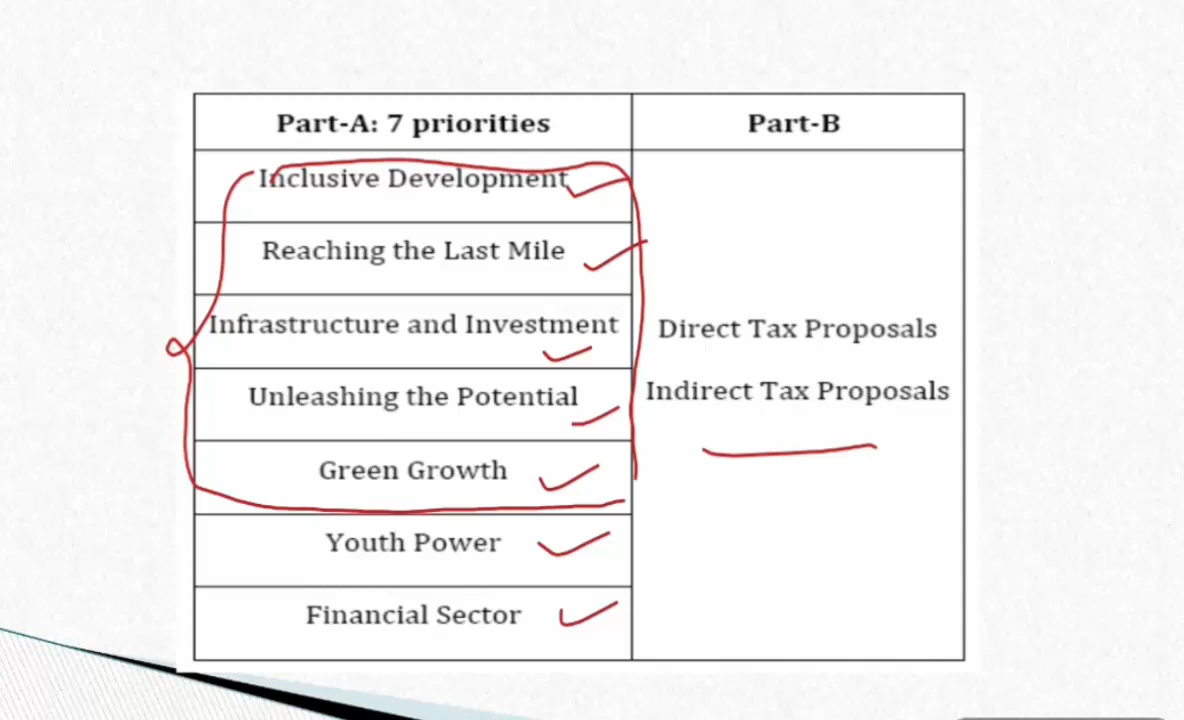 Part-A: 7 priorities
Part-B
Inclusive Development
Reaching the Last Mile
Infrastructure and Investment
Unleashing the Potential
Green Growth
Youth Power
Financial Sector
Direct Tax Proposals
Indirect Tax Proposals